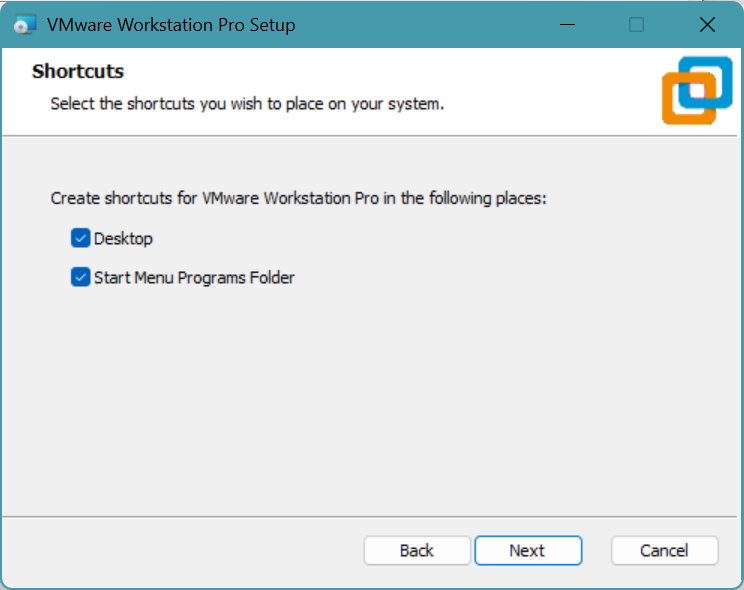 VMware Workstation Pro Setup
Shortcuts
Select the shortcuts you wish to place on your system.
Create shortcuts for VMware Workstation Pro in the following places:
Desktop
Start Menu Programs Folder
Back Next Cancel